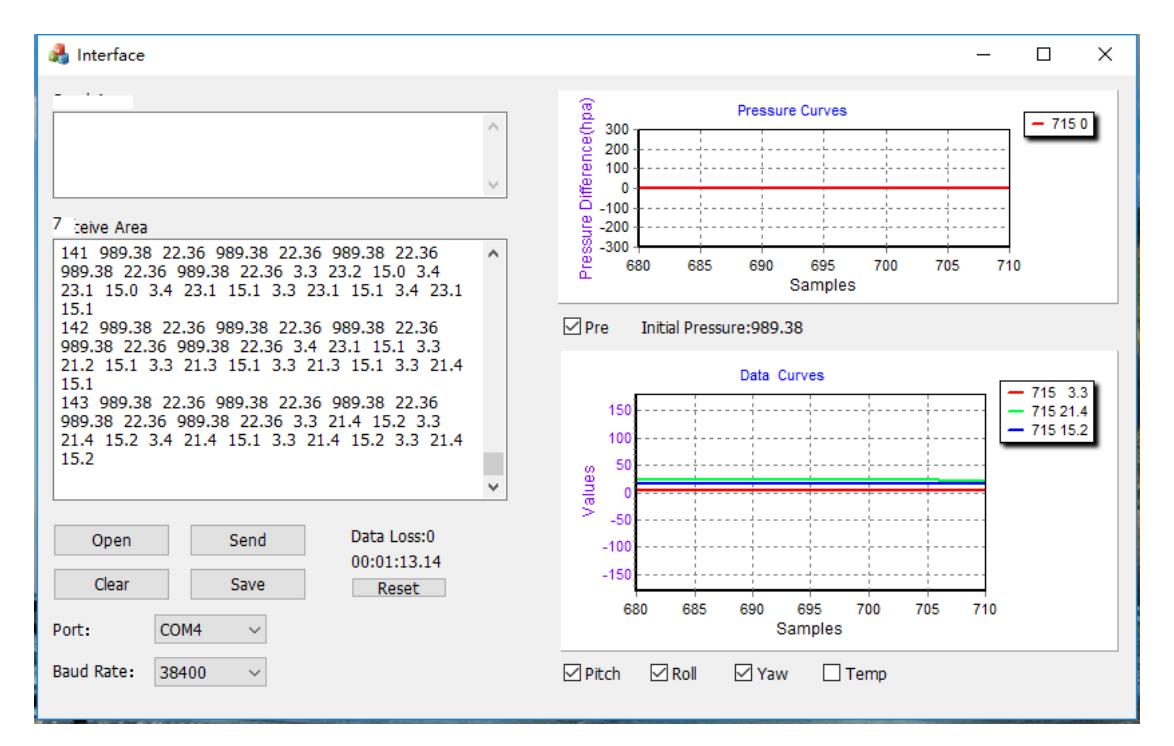 Interface
7 ceive Area
141 989.38 22.36 989.38 22.36 989.38 22.36
989.38 22.36 989.38 22.36 3.3 23.2 15.0 3.4
23.1 15.0 3.4 23.1 15.1 3.3 23.1 15.1 3.4 23.1
15.1
142 989.38 22.36 989.38 22.36 989.38 22.36
989.38 22.36 989.38 22.36 3.4 23.1 15.1 3.3
21.2 15.1 3.3 21.3 15.1 3.3 21.3 15.1 3.3 21.4
15.1
143 989.38 22.36 989.38 22.36 989.38 22.36
989.38 22.36 989.38 22.36 3.3 21.4 15.2 3.3
21.4 15.2 3.4 21.4 15.1 3.3 21.4 15.2 3.3 21.4
15.2
Open Send Data Loss:0
00:01:13.14
Clear Save Reset
Port: COM4
Baud Rate: 38400
Pressure Curves
715 0
Pressure Difference(hpa)
300
200
100
0
-100
-200
-300
680 685 690 695 700 705 710
Samples
Pre Initial Pressure:989.38
Data Curves
715 3.3
715 21.4
715 15.2
Values
150
100
50
0
-50
-100
-150
680 685 690 695 700 705 710
Samples
Pitch Roll Yaw Temp